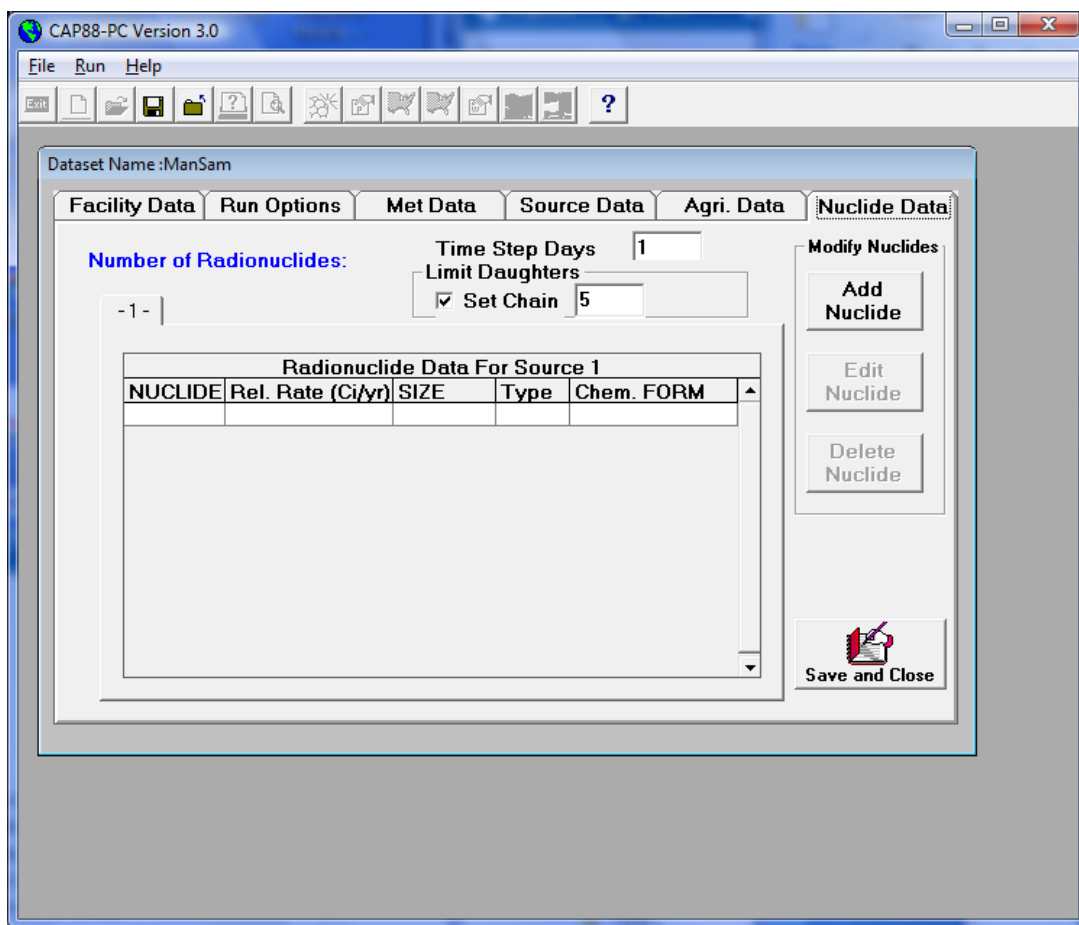 CAP88-PC Version 3.0
File Run Help
Exit
Dataset Name :ManSam
Facility Data Run Options Met Data Source Data Agri. Data Nuclide Data
Number of Radionuclides:
Time Step Days 1
Limit Daughters
Set Chain 5
- 1 -
Radionuclide Data For Source 1
NUCLIDE Rel. Rate (Ci/yr) SIZE Type Chem. FORM
Modify Nuclides
Add
Nuclide
Edit
Nuclide
Delete
Nuclide
Save and Close